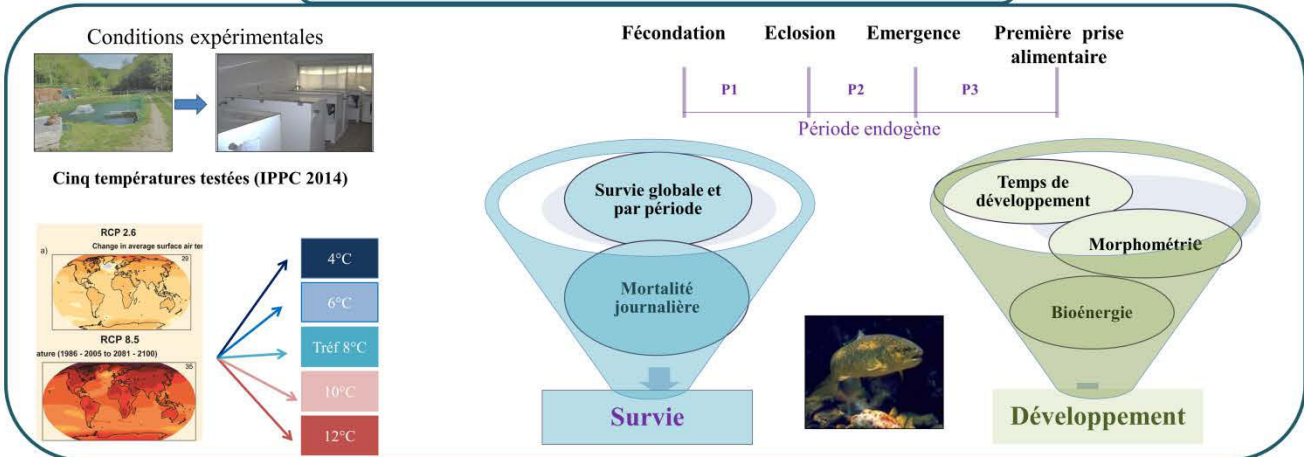 Conditions expérimentales
Cinq températures testées (IPPC 2014)
RCP 2.6
Change in average surface air ter
a)
29
RCP 8.5
ature (1986 - 2005 to 2081 - 2100)
35
4°C
6°C
Tréf 8°C
10°C
12°C
Fécondation
Eclosion
Emergence
Première prise
alimentaire
P1
P2
P3
Période endogène
Survie globale et
par période
Mortalité
journalière
Survie
Temps de
développement
Morphométrie
Bioénergie
Développement